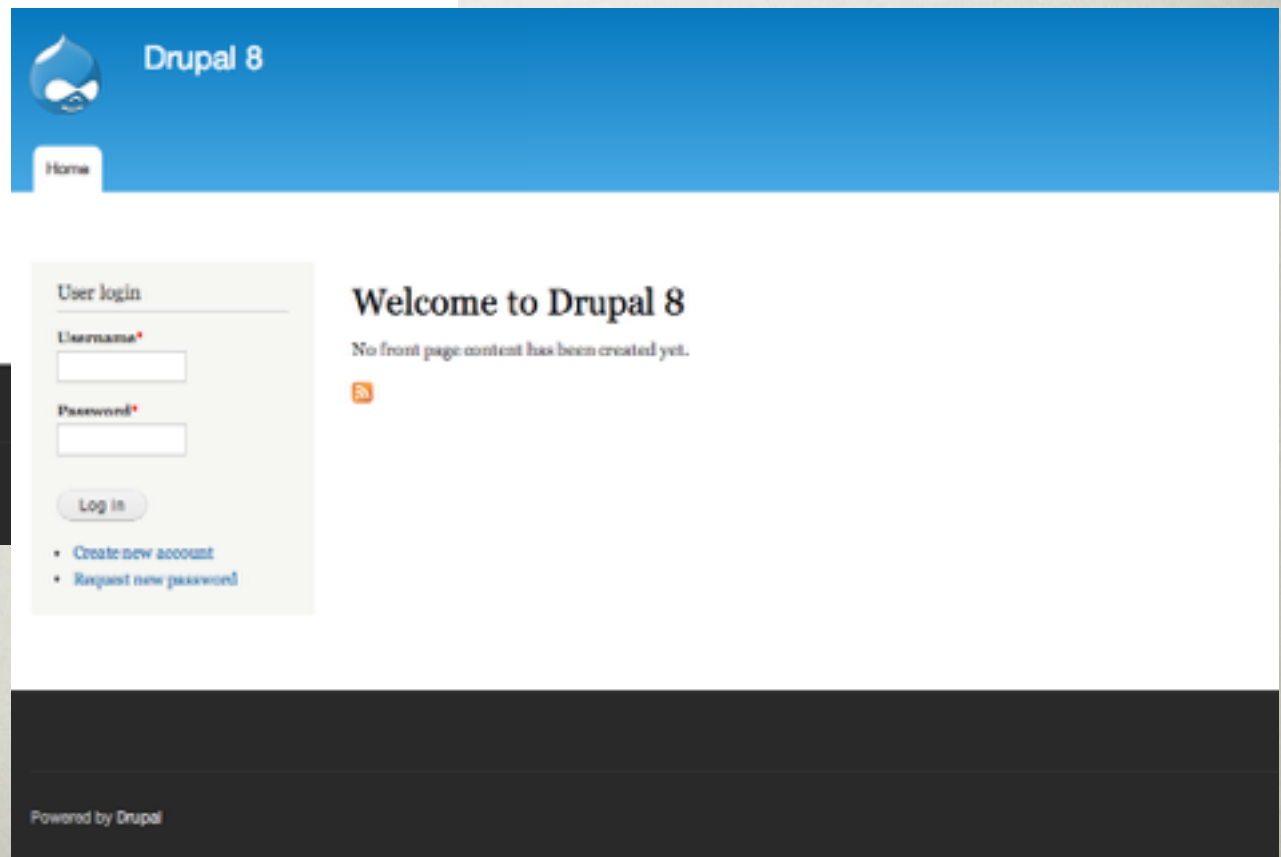 Drupal 8
Home
User login
Username*
Password*
Log in
Create new account
Request new password
Welcome to Drupal 8
No front page content has been created yet.
Powered by Drupal